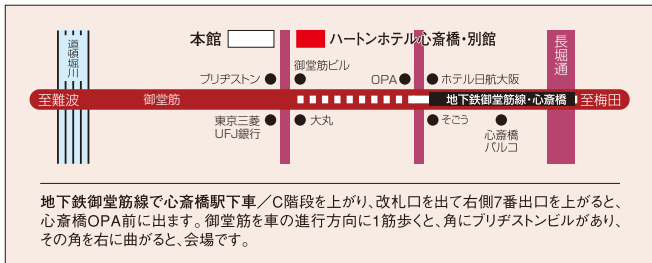 本館
ハートンホテル心斎橋・別館
道頓堀川
長堀通
御堂筋ビル
ブリヂストン
OPA
ホテル日航大阪
至難波
御堂筋
地下鉄御堂筋線・心斎橋
至梅田
東京三菱
UFJ銀行
大丸
そごう
心斎橋
パルコ
地下鉄御堂筋線で心斎橋駅下車／C階段を上がり、改札口を出て右側7番出口を上がると、
心斎橋OPA前に出ます。御堂筋を車の進行方向に1筋歩くと、角にブリヂストンビルがあり、
その角を右に曲がると、会場です。